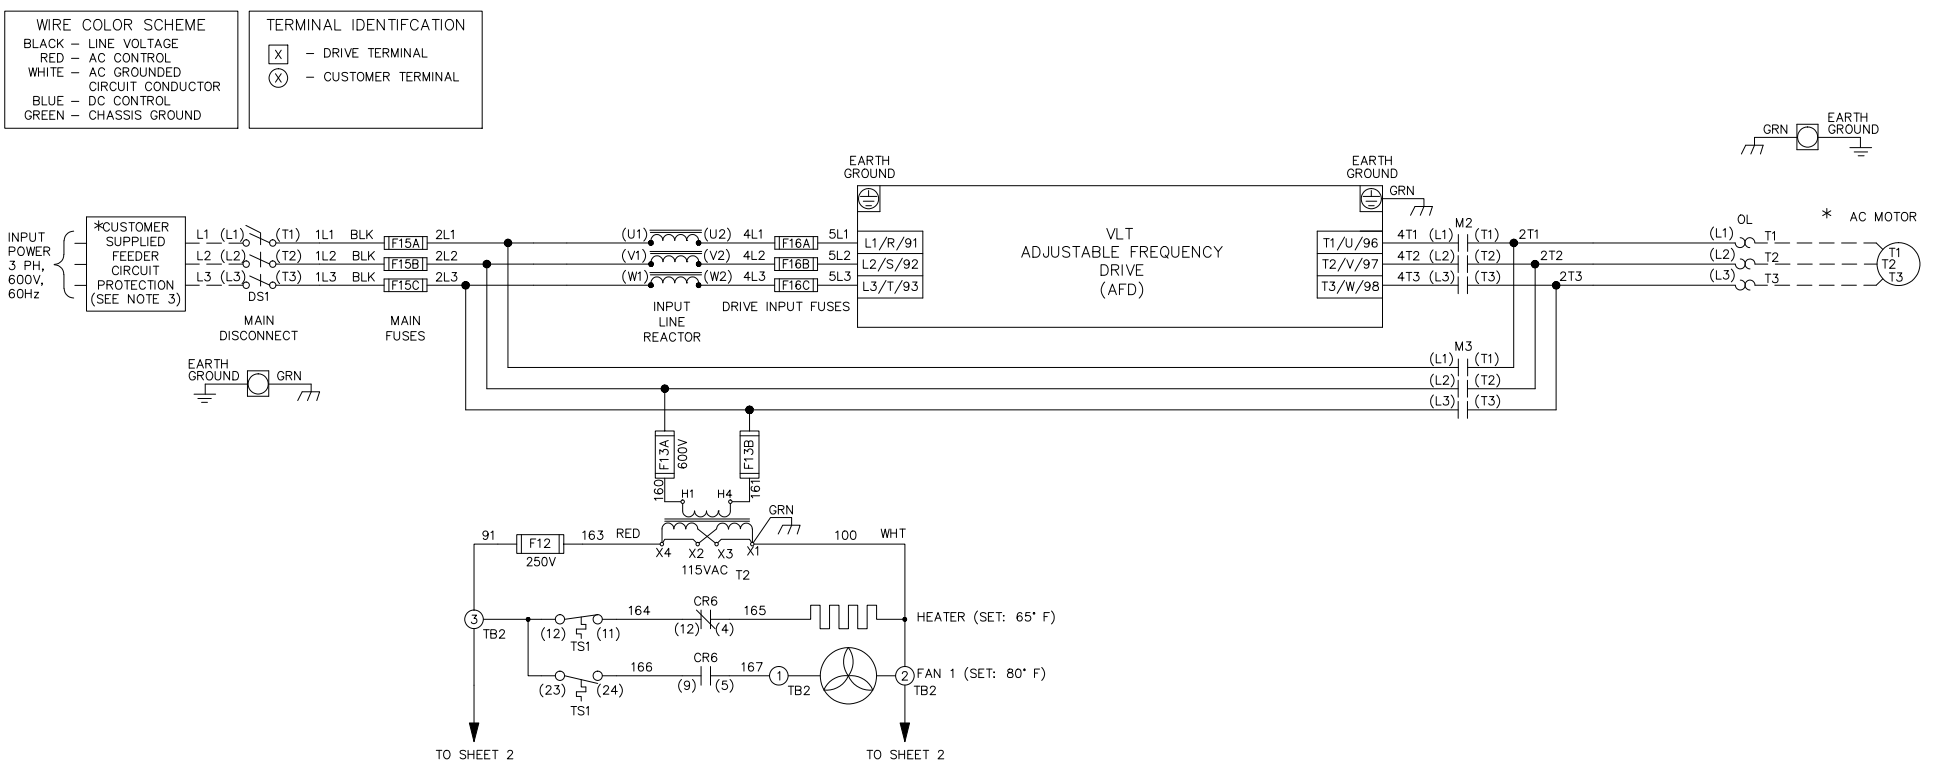 WIRE COLOR SCHEME
BLACK – LINE VOLTAGE
RED – AC CONTROL
WHITE – AC GROUNDED
CIRCUIT CONDUCTOR
BLUE – DC CONTROL
GREEN – CHASSIS GROUND
TERMINAL IDENTIFCATION
X – DRIVE TERMINAL
X – CUSTOMER TERMINAL
GRN
EARTH
GROUND
INPUT
POWER
3 PH,
600V,
60Hz
*CUSTOMER
SUPPLIED
FEEDER
CIRCUIT
PROTECTION
(SEE NOTE 3)
L1 (L1) (T1) 1L1 BLK F15A 2L1
L2 (L2) (T2) 1L2 BLK F15B 2L2
L3 (L3) (T3) 1L3 BLK F15C 2L3
DS1
MAIN
DISCONNECT
MAIN
FUSES
(U1) (U2) 4L1 F16A 5L1
(V1) (V2) 4L2 F16B 5L2
(W1) (W2) 4L3 F16C 5L3
INPUT
LINE
REACTOR
DRIVE INPUT FUSES
EARTH
GROUND
L1/R/91
L2/S/92
L3/T/93
VLT
ADJUSTABLE FREQUENCY
DRIVE
(AFD)
EARTH
GROUND
GRN
T1/U/96
T2/V/97
T3/W/98
M2
4T1 (L1) (T1) 2T1
4T2 (L2) (T2) 2T2
4T3 (L3) (T3) 2T3
OL
(L1) T1
(L2) T2
(L3) T3
* AC MOTOR
T1
T2
T3
M3
(L1) (T1)
(L2) (T2)
(L3) (T3)
EARTH
GROUND
GRN
F13A
600V
F13B
160
161
H1 H4
GRN
91 F12 163 RED
250V
X4 X2 X3 X1
100 WHT
115VAC T2
3
TB2
(12) (11)
TS1
164
CR6
(12) (4)
165
HEATER (SET: 65° F)
(23) (24)
TS1
166
CR6
(9) (5)
167
1
TB2
2
TB2
FAN 1 (SET: 80° F)
TO SHEET 2
TO SHEET 2